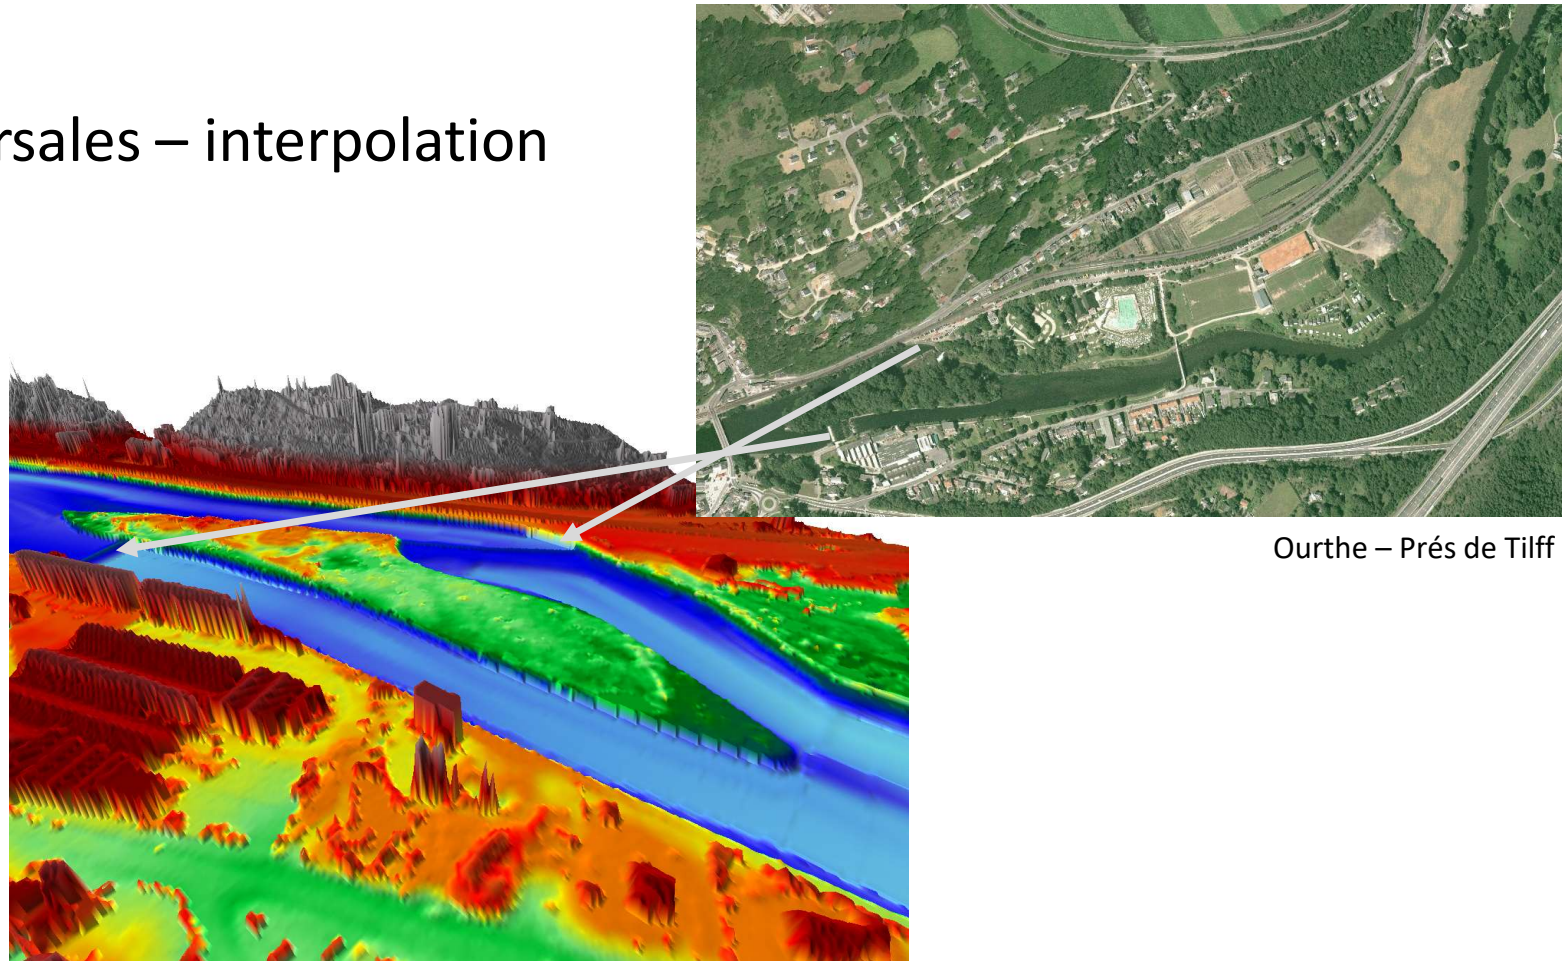 rsales – interpolation
Ourthe – Prés de Tilff